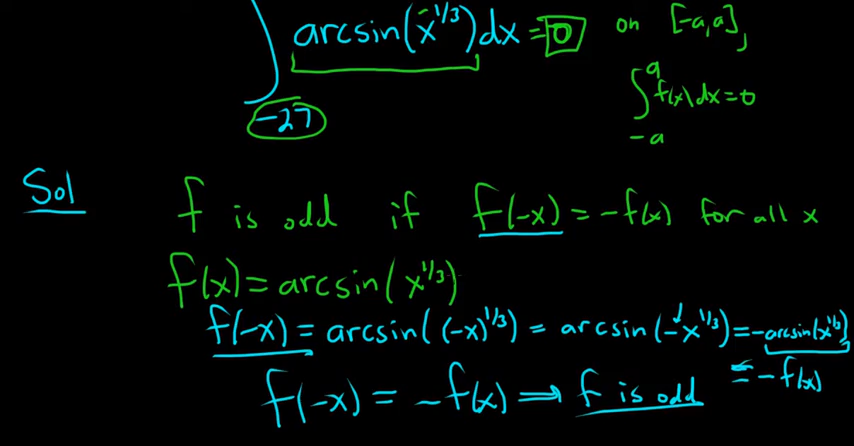 ∫ arcsin(x^1/3) dx = 0 on [-a, a],
-27
∫ a f(x) dx = 0
-a
Sol
f is odd if f(-x) = -f(x) for all x
f(x) = arcsin(x^1/3)
f(-x) = arcsin((-x)^1/3) = arcsin(-x^1/3) = -arcsin(x^1/3)
= -f(x)
f(-x) = -f(x) ⟹ f is odd